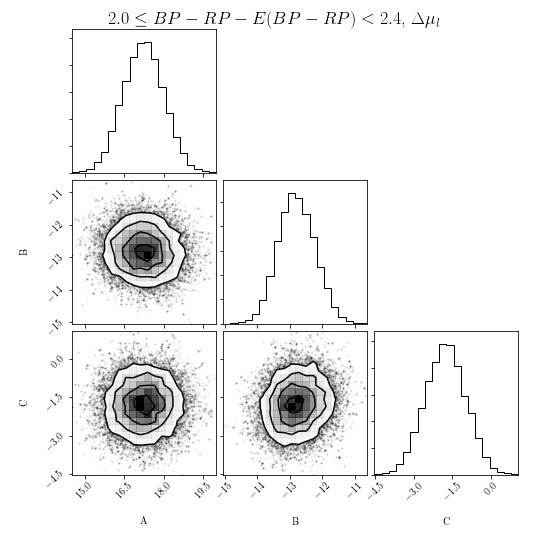 2.0 ≤ BP − RP − E(BP − RP) < 2.4, Δμ_l
B
−11
−12
−13
−14
−15
C
0.0
−1.5
−3.0
−4.5
15.0 16.5 18.0 19.5
−15 −14 −13 −12 −11
−4.5 −3.0 −1.5 0.0
A B C